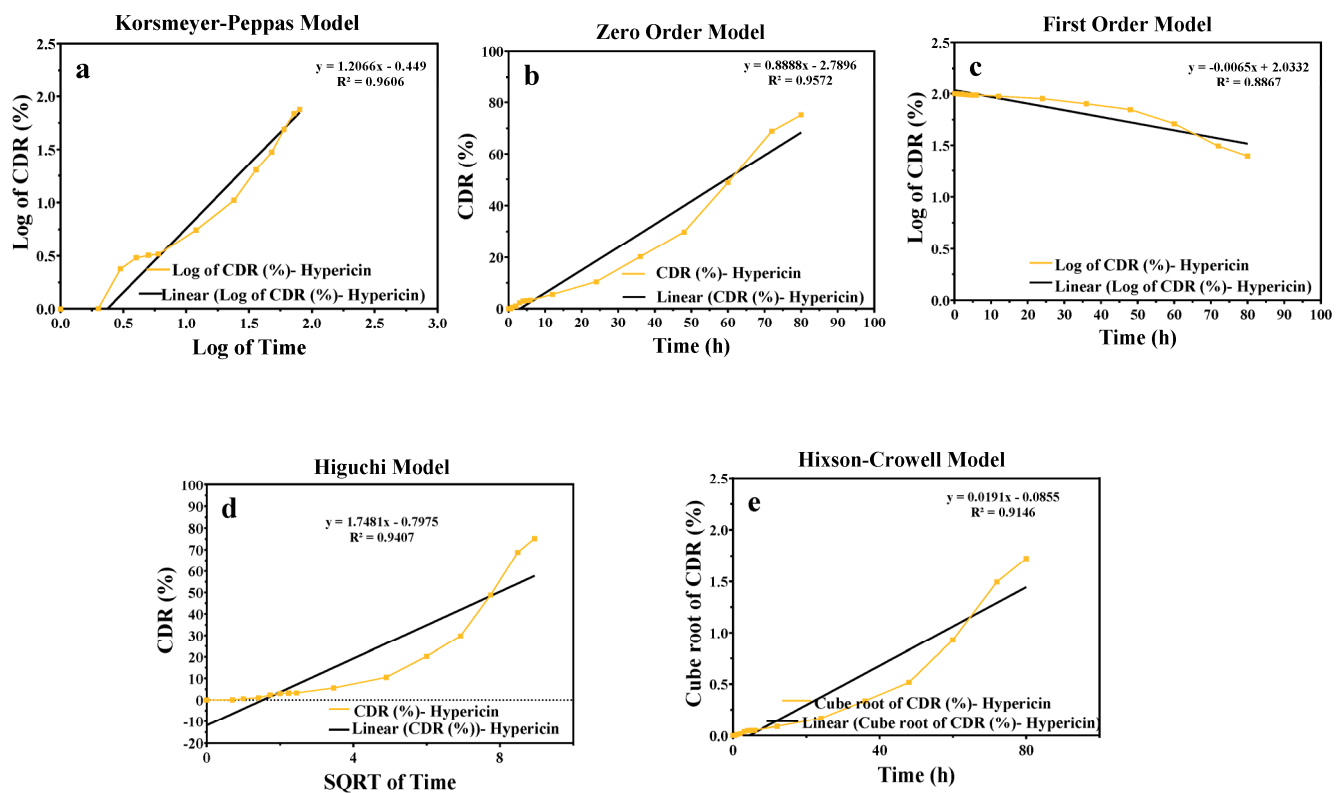 Korsmeyer-Peppas Model
a
y = 1.2066x - 0.449
R² = 0.9606
2.5
2.0
1.5
1.0
0.5
0.0
Log of CDR (%)
Log of CDR (%)- Hypericin
Linear (Log of CDR (%)- Hypericin)
0.0 0.5 1.0 1.5 2.0 2.5 3.0
Log of Time
Zero Order Model
b
y = 0.8888x - 2.7896
R² = 0.9572
100
80
60
40
20
0
CDR (%)
CDR (%)- Hypericin
Linear (CDR (%)- Hypericin)
0 10 20 30 40 50 60 70 80 90 100
Time (h)
First Order Model
c
y = -0.0065x + 2.0332
R² = 0.8867
2.5
2.0
1.5
1.0
0.5
0.0
Log of CDR (%)
Log of CDR (%)- Hypericin
Linear (Log of CDR (%)- Hypericin)
0 10 20 30 40 50 60 70 80 90 100
Time (h)
Higuchi Model
d
y = 1.7481x - 0.7975
R² = 0.9407
100
90
80
70
60
50
40
30
20
10
0
-10
-20
CDR (%)
CDR (%)- Hypericin
Linear (CDR (%))- Hypericin
0 4 8
SQRT of Time
Hixson-Crowell Model
e
y = 0.0191x - 0.0855
R² = 0.9146
2.5
2.0
1.5
1.0
0.5
0.0
Cube root of CDR (%)
Cube root of CDR (%)- Hypericin
Linear (Cube root of CDR (%)- Hypericin)
0 40 80
Time (h)